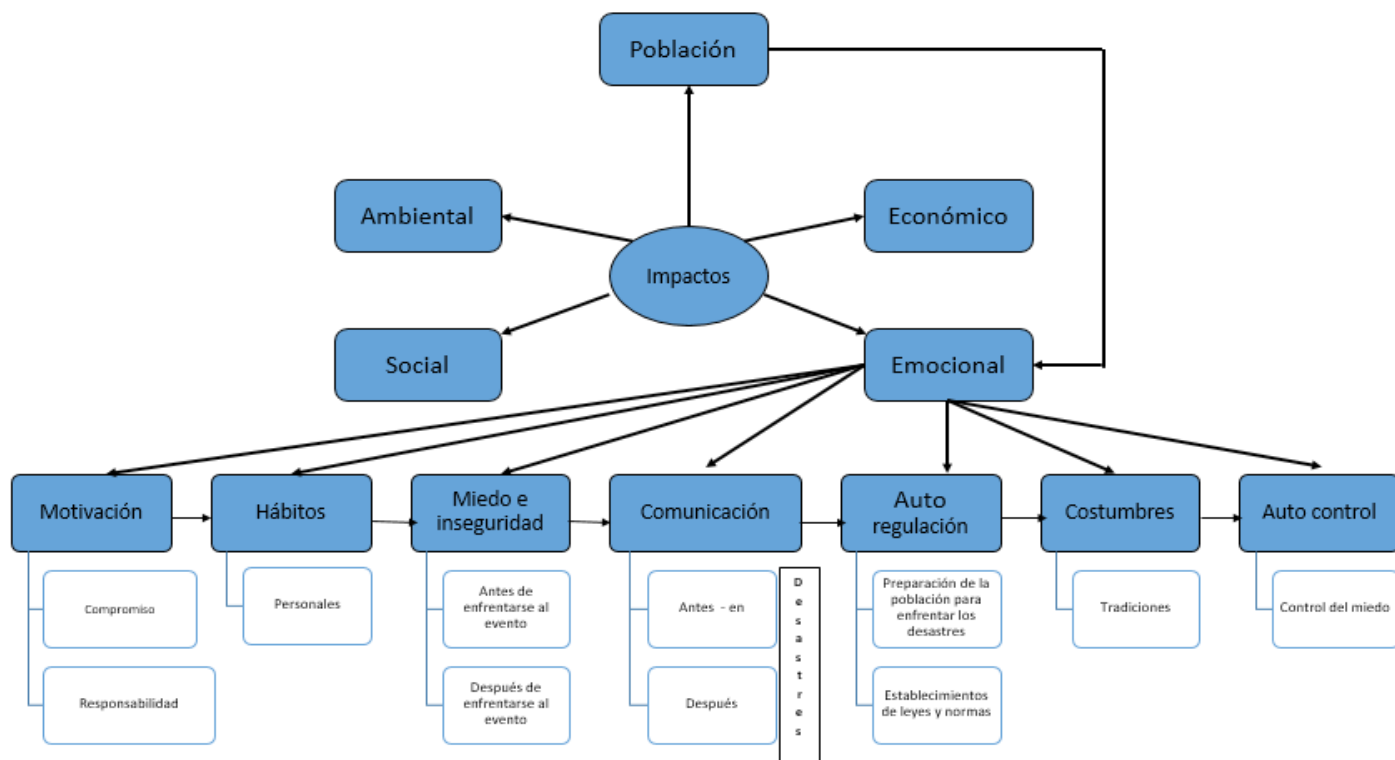 Población
Ambiental
Económico
Impactos
Social
Emocional
Motivación
Hábitos
Miedo e
inseguridad
Comunicación
Auto
regulación
Costumbres
Auto control
Compromiso
Responsabilidad
Personales
Antes de
enfrentarse al
evento
Después de
enfrentarse al
evento
Antes - en
Después
Desastres
Preparación de la
población para
enfrentar los
desastres
Establecimientos
de leyes y normas
Tradiciones
Control del miedo